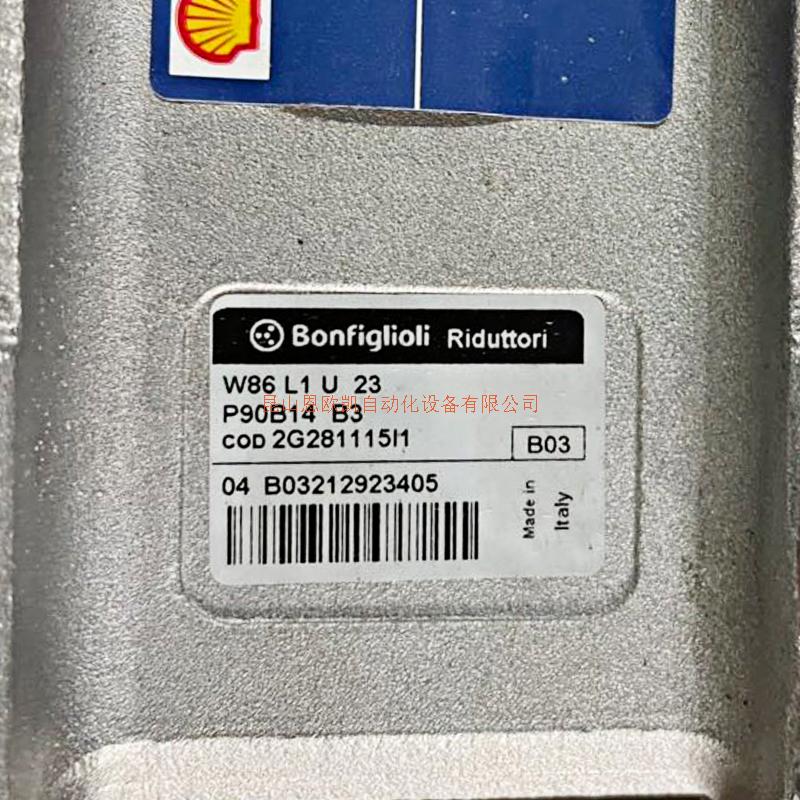 Bonfiglioli Riduttori
W86 L1 U 23
昆山恩欧凯自动化设备有限公司
P90B14 B3
COD 2G281115I1
B03
04 B03212923405
Made in
Italy